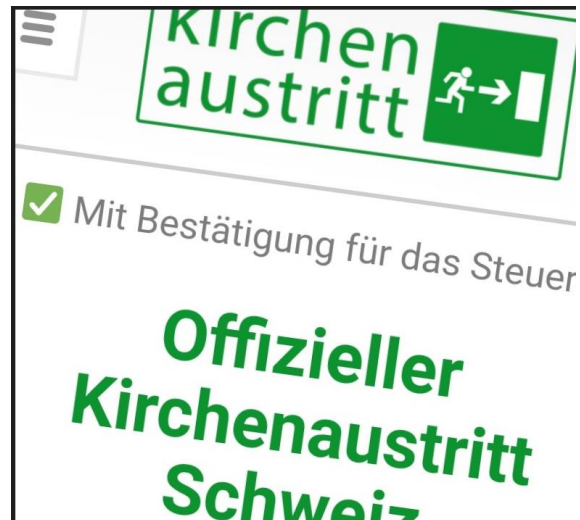 kirchen
austritt
Mit Bestätigung für das Steuer
Offizieller
Kirchenaustritt
Schweiz